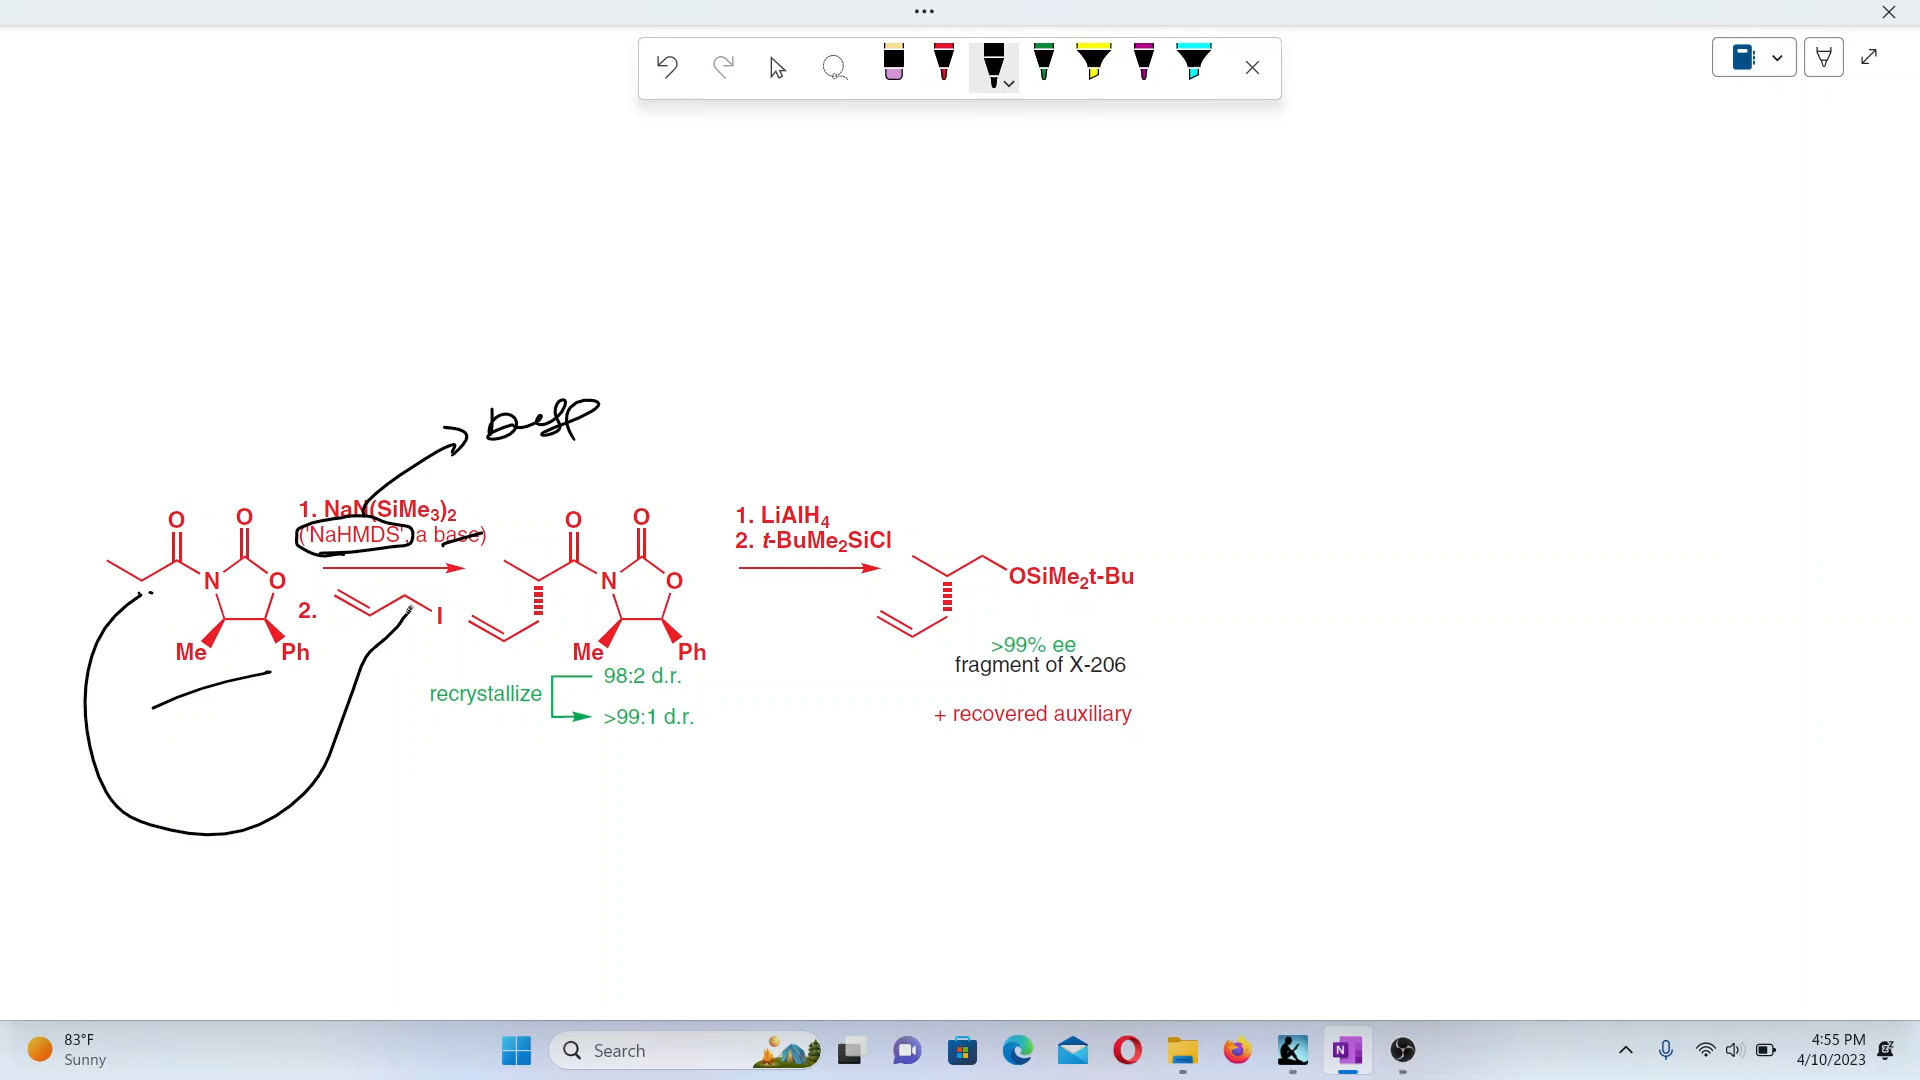 base
O
O
1. NaN(SiMe3)2
('NaHMDS', a base)
N
O
2.
I
Me
Ph
O
O
N
O
Me
Ph
recrystallize
98:2 d.r.
>99:1 d.r.
1. LiAlH4
2. t-BuMe2SiCl
OSiMe2t-Bu
>99% ee
fragment of X-206
+ recovered auxiliary
83°F
Sunny
Search
4:55 PM
4/10/2023